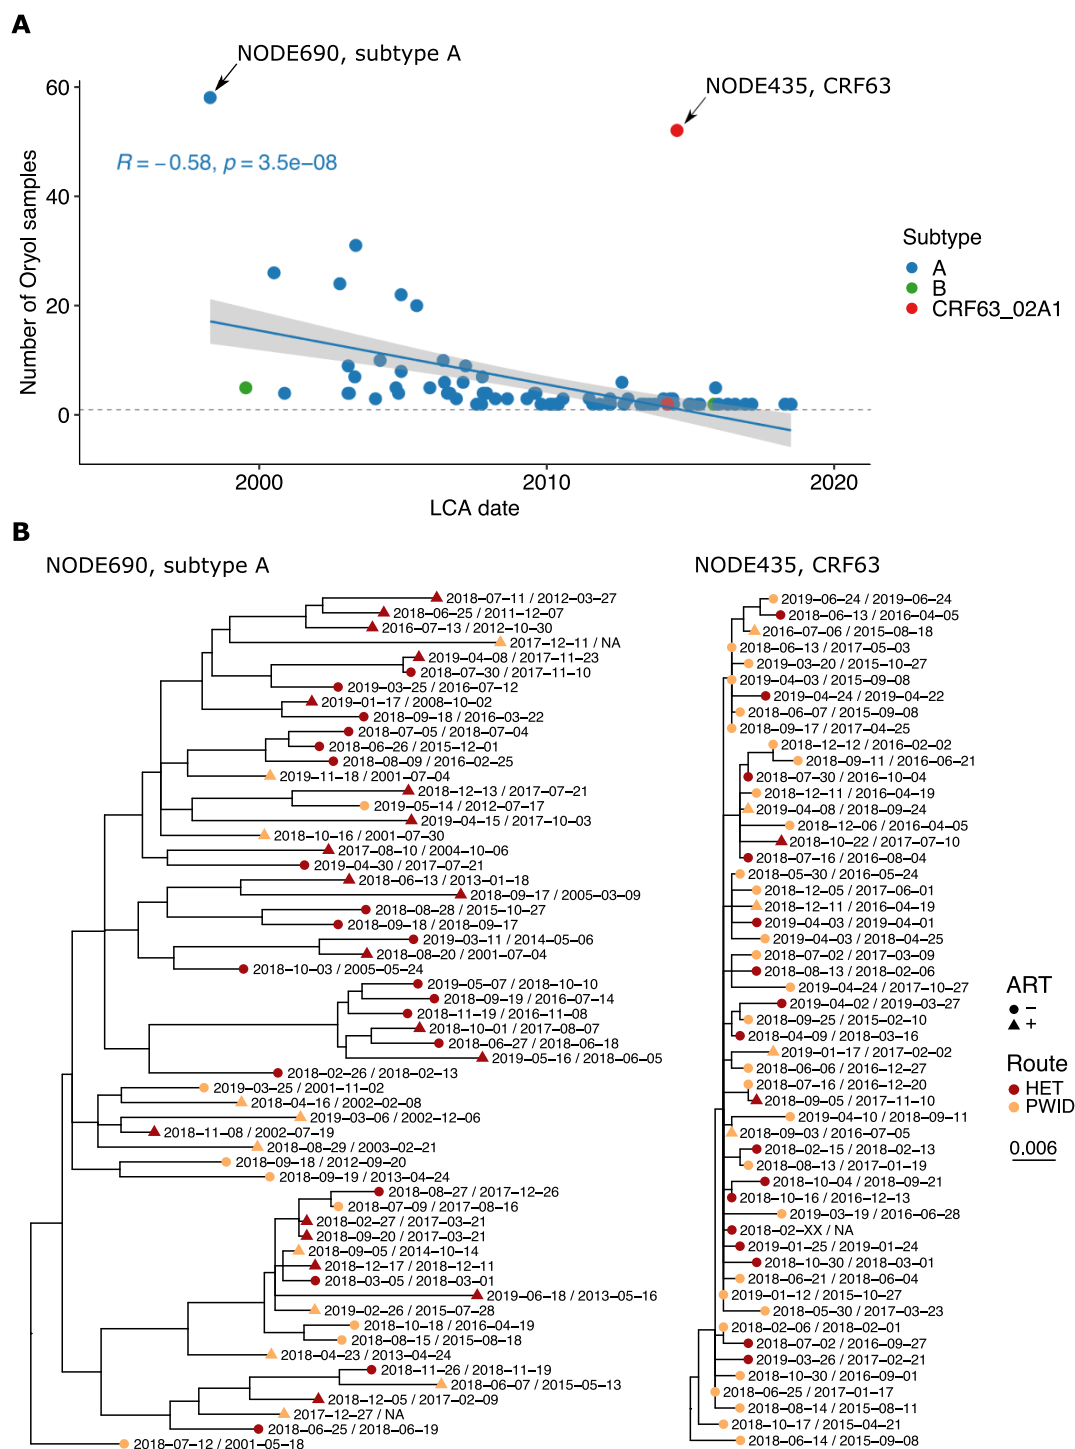 A
NODE690, subtype A
NODE435, CRF63
R = −0.58, p = 3.5e−08
Number of Oryol samples
60
40
20
0
2000
2010
2020
LCA date
Subtype
A
B
CRF63_02A1
B
NODE690, subtype A
2018−07−11 / 2012−03−27
2018−06−25 / 2011−12−07
2016−07−13 / 2012−10−30
2017−12−11 / NA
2019−04−08 / 2017−11−23
2018−07−30 / 2017−11−10
2019−03−25 / 2016−07−12
2019−01−17 / 2008−10−02
2018−09−18 / 2016−03−22
2018−07−05 / 2018−07−04
2018−06−26 / 2015−12−01
2018−08−09 / 2016−02−25
2019−11−18 / 2001−07−04
2018−12−13 / 2017−07−21
2019−05−14 / 2012−07−17
2019−04−15 / 2017−10−03
2018−10−16 / 2001−07−30
2017−08−10 / 2004−10−06
2019−04−30 / 2017−07−21
2018−06−13 / 2013−01−18
2018−09−17 / 2005−03−09
2018−08−28 / 2015−10−27
2018−09−18 / 2018−09−17
2019−03−11 / 2014−05−06
2018−08−20 / 2001−07−04
2018−10−03 / 2005−05−24
2019−05−07 / 2018−10−10
2018−09−19 / 2016−07−14
2018−11−19 / 2016−11−08
2018−10−01 / 2017−08−07
2018−06−27 / 2018−06−18
2019−05−16 / 2018−06−05
2018−02−26 / 2018−02−13
2019−03−25 / 2001−11−02
2018−04−16 / 2002−02−08
2019−03−06 / 2002−12−06
2018−11−08 / 2002−07−19
2018−08−29 / 2003−02−21
2018−09−18 / 2012−09−20
2018−09−19 / 2013−04−24
2018−08−27 / 2017−12−26
2018−07−09 / 2017−08−16
2018−02−27 / 2017−03−21
2018−09−20 / 2017−03−21
2018−09−05 / 2014−10−14
2018−12−17 / 2018−12−11
2018−03−05 / 2018−03−01
2019−06−18 / 2013−05−16
2019−02−26 / 2015−07−28
2018−10−18 / 2016−04−19
2018−08−15 / 2015−08−18
2018−04−23 / 2013−04−24
2018−11−26 / 2018−11−19
2018−06−07 / 2015−05−13
2018−12−05 / 2017−02−09
2017−12−27 / NA
2018−06−25 / 2018−06−19
2018−07−12 / 2001−05−18
NODE435, CRF63
2019−06−24 / 2019−06−24
2018−06−13 / 2016−04−05
2016−07−06 / 2015−08−18
2018−06−13 / 2017−05−03
2019−03−20 / 2015−10−27
2019−04−03 / 2015−09−08
2019−04−24 / 2019−04−22
2018−06−07 / 2015−09−08
2018−09−17 / 2017−04−25
2018−12−12 / 2016−02−02
2018−09−11 / 2016−06−21
2018−07−30 / 2016−10−04
2018−12−11 / 2016−04−19
2019−04−08 / 2018−09−24
2018−12−06 / 2016−04−05
2018−10−22 / 2017−07−10
2018−07−16 / 2016−08−04
2018−05−30 / 2016−05−24
2018−12−05 / 2017−06−01
2018−12−11 / 2016−04−19
2019−04−03 / 2019−04−01
2019−04−03 / 2018−04−25
2018−07−02 / 2017−03−09
2018−08−13 / 2018−02−06
2019−04−24 / 2017−10−27
2019−04−02 / 2019−03−27
2018−09−25 / 2015−02−10
2018−04−09 / 2018−03−16
2019−01−17 / 2017−02−02
2018−06−06 / 2016−12−27
2018−07−16 / 2016−12−20
2018−09−05 / 2017−11−10
2019−04−10 / 2018−09−11
2018−09−03 / 2016−07−05
2018−02−15 / 2018−02−13
2018−08−13 / 2017−01−19
2018−10−04 / 2018−09−21
2018−10−16 / 2016−12−13
2019−03−19 / 2016−06−28
2018−02−XX / NA
2019−01−25 / 2019−01−24
2018−10−30 / 2018−03−01
2018−06−21 / 2018−06−04
2019−01−12 / 2015−10−27
2018−05−30 / 2017−03−23
2018−02−06 / 2018−02−01
2018−07−02 / 2016−09−27
2019−03−26 / 2017−02−21
2018−10−30 / 2016−09−01
2018−06−25 / 2017−01−17
2018−08−14 / 2015−08−11
2018−10−17 / 2015−04−21
2018−06−14 / 2015−09−08
ART
−
+
Route
HET
PWID
0.006